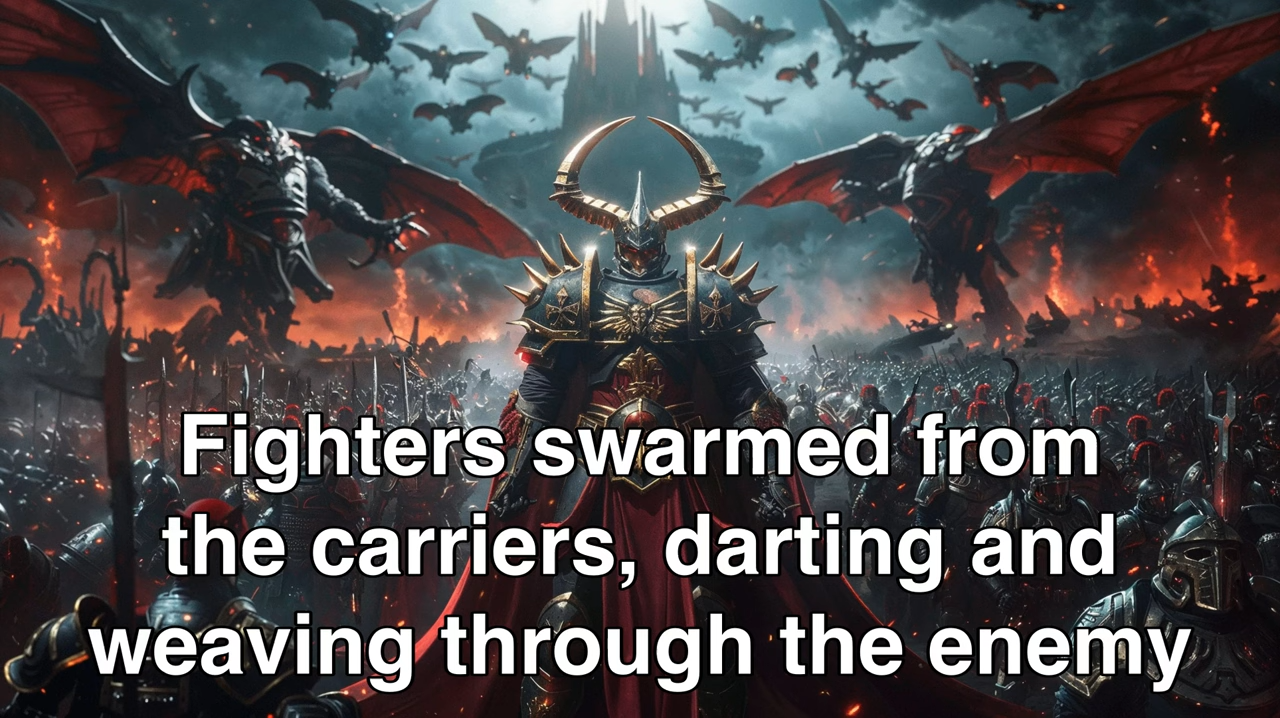 Fighters swarmed from
the carriers, darting and
weaving through the enemy